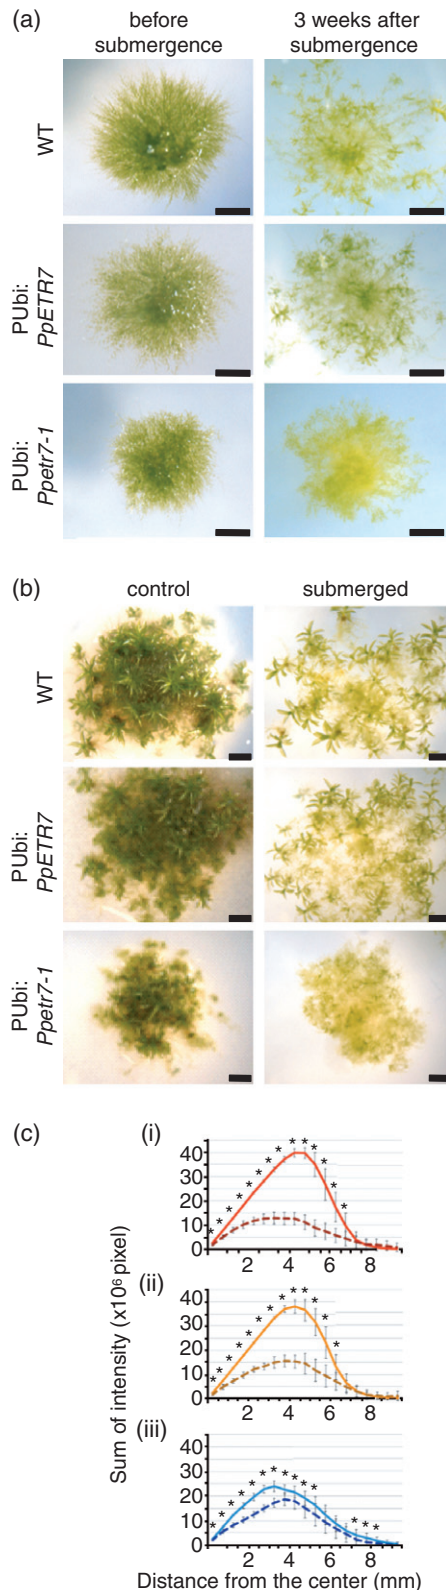 (a)
before
submergence
3 weeks after
submergence
WT
PUbi:
PpETR7
PUbi:
Ppetr7-1
(b)
control
submerged
WT
PUbi:
PpETR7
PUbi:
Ppetr7-1
(c)
Sum of intensity (x10⁶ pixel)
(i)
* * * * * * * * * * * * * *
40
30
20
10
0
2 4 6 8
(ii)
* * * * * * * * * * * * *
40
30
20
10
0
2 4 6 8
(iii)
* * * * * * * * * * * * * * *
40
30
20
10
0
2 4 6 8
Distance from the center (mm)